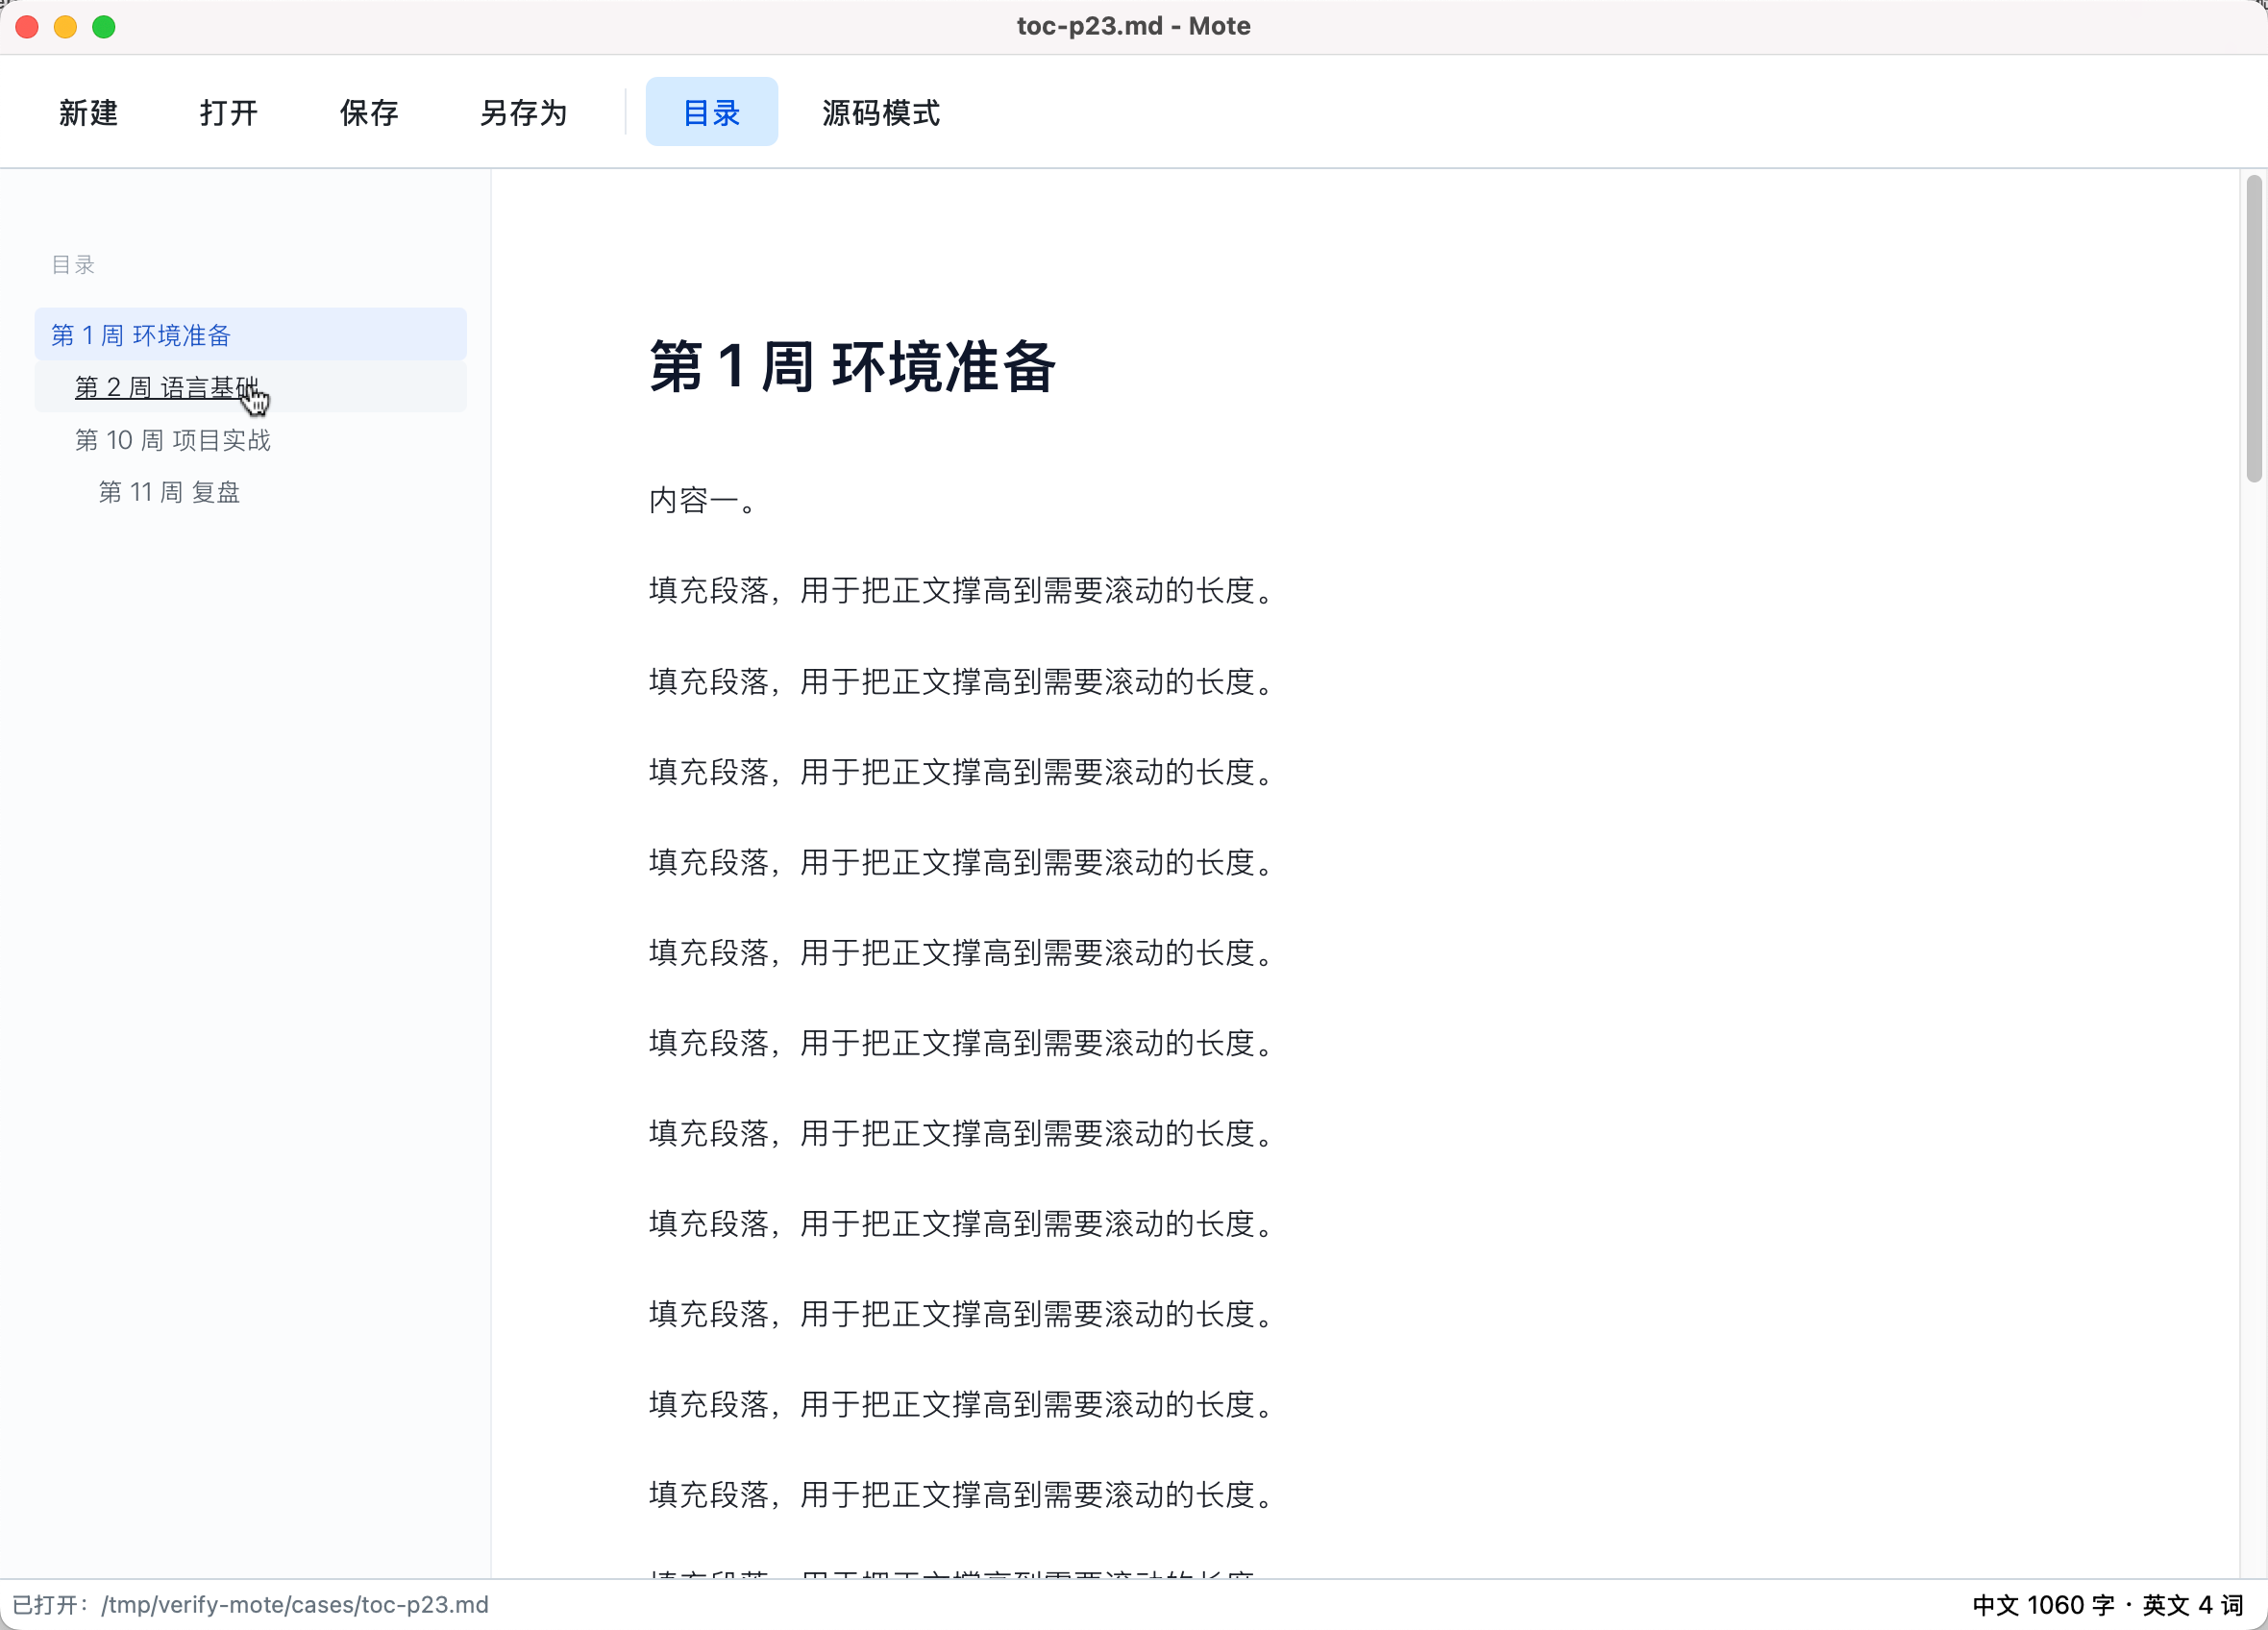 toc-p23.md - Mote
新建 打开 保存 另存为 目录 源码模式
目录
第 1 周 环境准备
第 2 周 语言基础
第 10 周 项目实战
第 11 周 复盘
第 1 周 环境准备
内容一。
填充段落，用于把正文撑高到需要滚动的长度。
填充段落，用于把正文撑高到需要滚动的长度。
填充段落，用于把正文撑高到需要滚动的长度。
填充段落，用于把正文撑高到需要滚动的长度。
填充段落，用于把正文撑高到需要滚动的长度。
填充段落，用于把正文撑高到需要滚动的长度。
填充段落，用于把正文撑高到需要滚动的长度。
填充段落，用于把正文撑高到需要滚动的长度。
填充段落，用于把正文撑高到需要滚动的长度。
填充段落，用于把正文撑高到需要滚动的长度。
填充段落，用于把正文撑高到需要滚动的长度。
已打开：/tmp/verify-mote/cases/toc-p23.md
中文 1060 字 · 英文 4 词